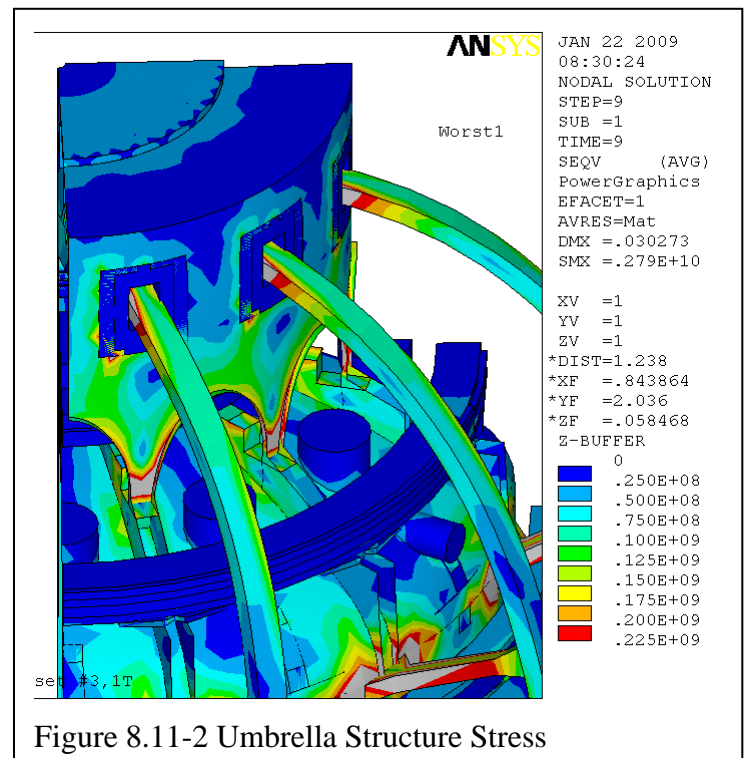 ANSYS
Worst1
set #3,1T
JAN 22 2009
08:30:24
NODAL SOLUTION
STEP=9
SUB =1
TIME=9
SEQV (AVG)
PowerGraphics
EFACET=1
AVRES=Mat
DMX =.030273
SMX =.279E+10
XV =1
YV =1
ZV =1
*DIST=1.238
*XF =.843864
*YF =2.036
*ZF =.058468
Z-BUFFER
0
.250E+08
.500E+08
.750E+08
.100E+09
.125E+09
.150E+09
.175E+09
.200E+09
.225E+09
Figure 8.11-2 Umbrella Structure Stress